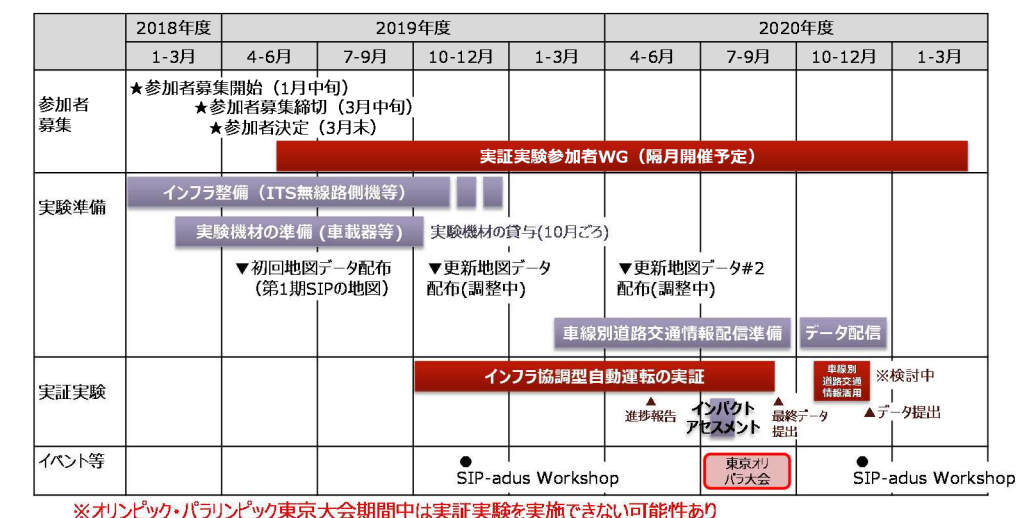 2018年度 2019年度 2020年度
1-3月 4-6月 7-9月 10-12月 1-3月 4-6月 7-9月 10-12月 1-3月
参加者
募集
★参加者募集開始（1月中旬）
★参加者募集締切（3月中旬）
★参加者決定（3月末）
実証実験参加者WG（隔月開催予定）
実験準備
インフラ整備（ITS無線路側機等）
実験機材の準備 (車載器等)
実験機材の貸与(10月ごろ)
▼初回地図データ配布
（第1期SIPの地図）
▼更新地図データ
配布(調整中)
▼更新地図データ#2
配布(調整中)
車線別道路交通情報配信準備
データ配信
実証実験
インフラ協調型自動運転の実証
車線別
道路交通
情報活用
※検討中
▲
進捗報告
インパクト
アセスメント
▲
最終データ
提出
▲データ提出
イベント等
●
SIP-adus Workshop
東京オリ
パラ大会
●
SIP-adus Workshop
※オリンピック・パラリンピック東京大会期間中は実証実験を実施できない可能性あり